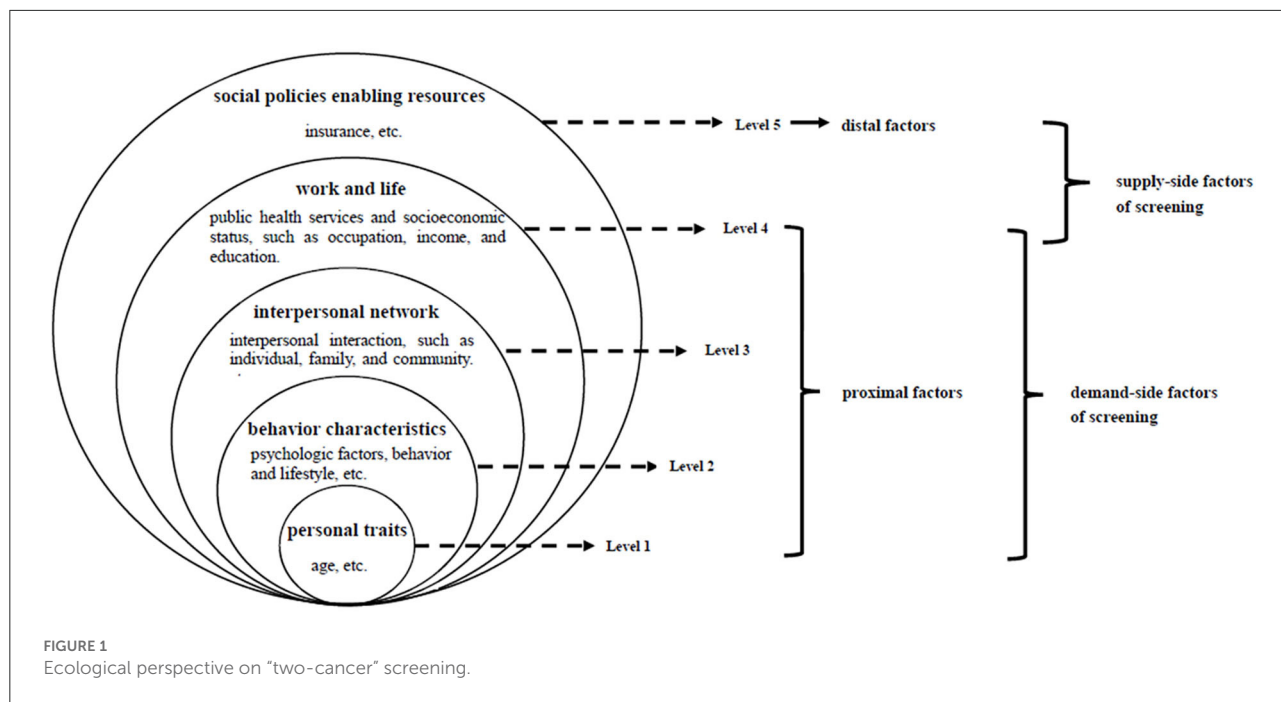 social policies enabling resources
insurance, etc.
Level 5
distal factors
supply-side factors
of screening
work and life
public health services and socioeconomic
status, such as occupation, income, and
education.
Level 4
interpersonal network
interpersonal interaction, such as
individual, family, and community.
Level 3
proximal factors
demand-side factors
of screening
behavior characteristics
psychologic factors, behavior
and lifestyle, etc.
Level 2
personal traits
age, etc.
Level 1
FIGURE 1
Ecological perspective on "two-cancer" screening.